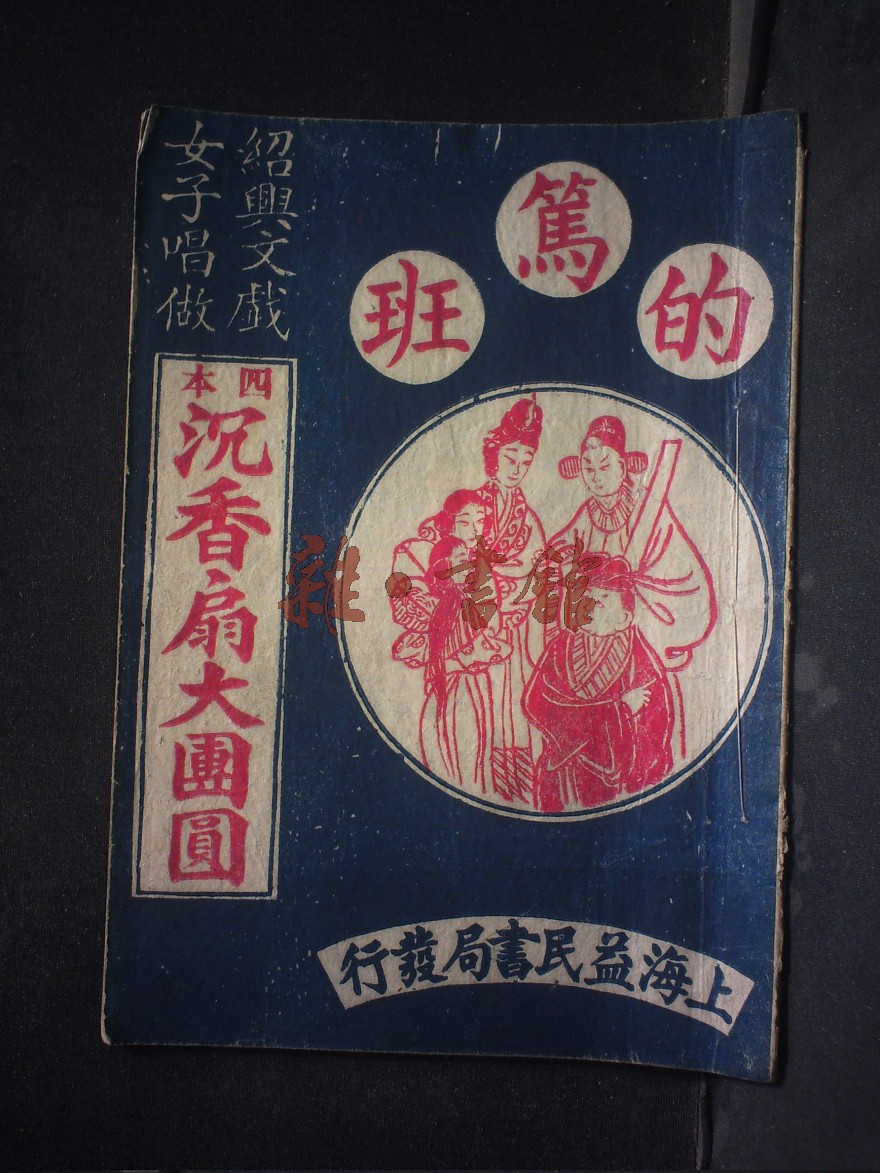 的篤班
紹興文戲
女子唱做
四本
沉香扇大團圓
上海益民書局發行
雜·書館